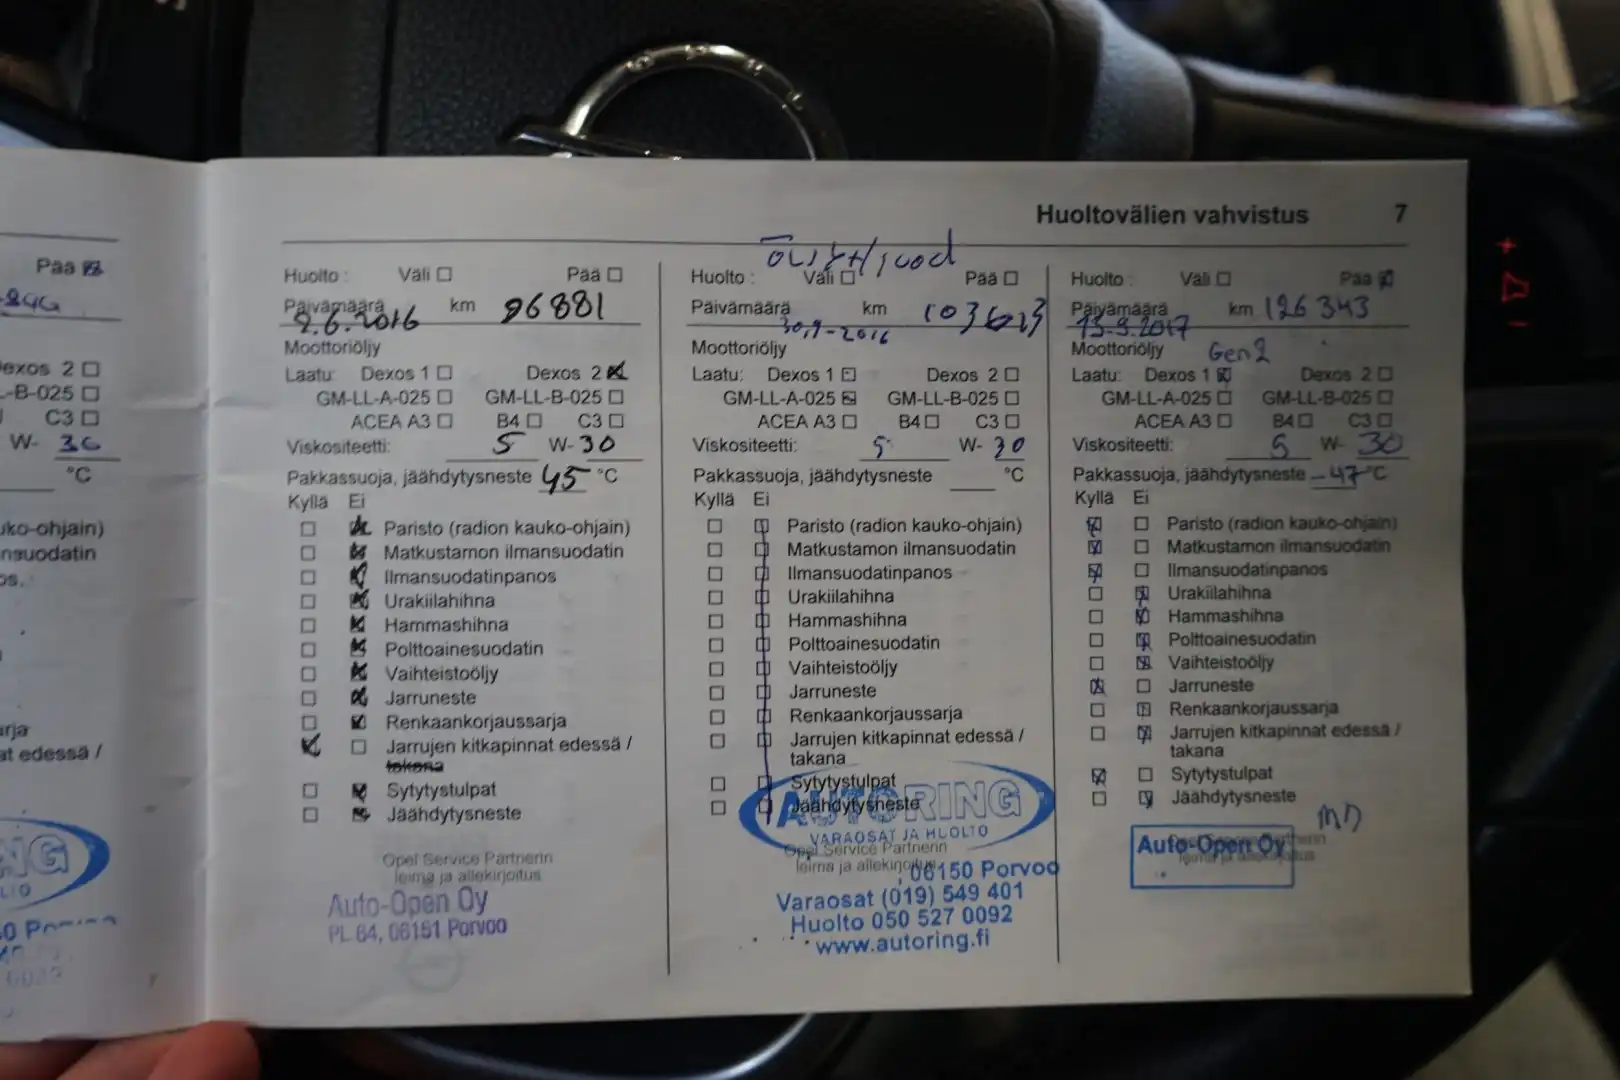 Huoltovälien vahvistus 7
Pää
exos 2
L-B-025
C3
W- 30
°C
uko-ohjain)
nsuodatin
os.
arja
at edessä /
NG
Huolto : Väli Pää
Päivämäärä km 96881
2.6.2016
Moottoriöljy
Laatu: Dexos 1 Dexos 2
GM-LL-A-025 GM-LL-B-025
ACEA A3 B4 C3
Viskositeetti: 5 W- 30
Pakkassuoja, jäähdytysneste 45 °C
Kyllä Ei
Paristo (radion kauko-ohjain)
Matkustamon ilmansuodatin
Ilmansuodatinpanos
Urakiilahihna
Hammashihna
Polttoainesuodatin
Vaihteistoöljy
Jarruneste
Renkaankorjaussarja
Jarrujen kitkapinnat edessä /
takana
Sytytystulpat
Jäähdytysneste
Opel Service Partnerin
leima ja allekirjoitus
Auto-Open Oy
PL 64, 06151 Porvoo
Huolto : Väli Pää
Päivämäärä km
30.9-2016
Moottoriöljy
Laatu: Dexos 1 Dexos 2
GM-LL-A-025 GM-LL-B-025
ACEA A3 B4 C3
Viskositeetti: 5 W- 30
Pakkassuoja, jäähdytysneste °C
Kyllä Ei
Paristo (radion kauko-ohjain)
Matkustamon ilmansuodatin
Ilmansuodatinpanos
Urakiilahihna
Hammashihna
Polttoainesuodatin
Vaihteistoöljy
Jarruneste
Renkaankorjaussarja
Jarrujen kitkapinnat edessä /
takana
Sytytystulpat
Jäähdytysneste
AUTORING
VARAOSAT JA HUOLTO
Opel Service Partnerin
leima ja allekirjoitus
06150 Porvoo
Varaosat (019) 549 401
Huolto 050 527 0092
www.autoring.fi
Huolto : Väli Pää
Päivämäärä km 126343
13.9.2017
Moottoriöljy Gen2
Laatu: Dexos 1 Dexos 2
GM-LL-A-025 GM-LL-B-025
ACEA A3 B4 C3
Viskositeetti: 5 W- 30
Pakkassuoja, jäähdytysneste -47 °C
Kyllä Ei
Paristo (radion kauko-ohjain)
Matkustamon ilmansuodatin
Ilmansuodatinpanos
Urakiilahihna
Hammashihna
Polttoainesuodatin
Vaihteistoöljy
Jarruneste
Renkaankorjaussarja
Jarrujen kitkapinnat edessä /
takana
Sytytystulpat
Jäähdytysneste
Auto-Open Oy